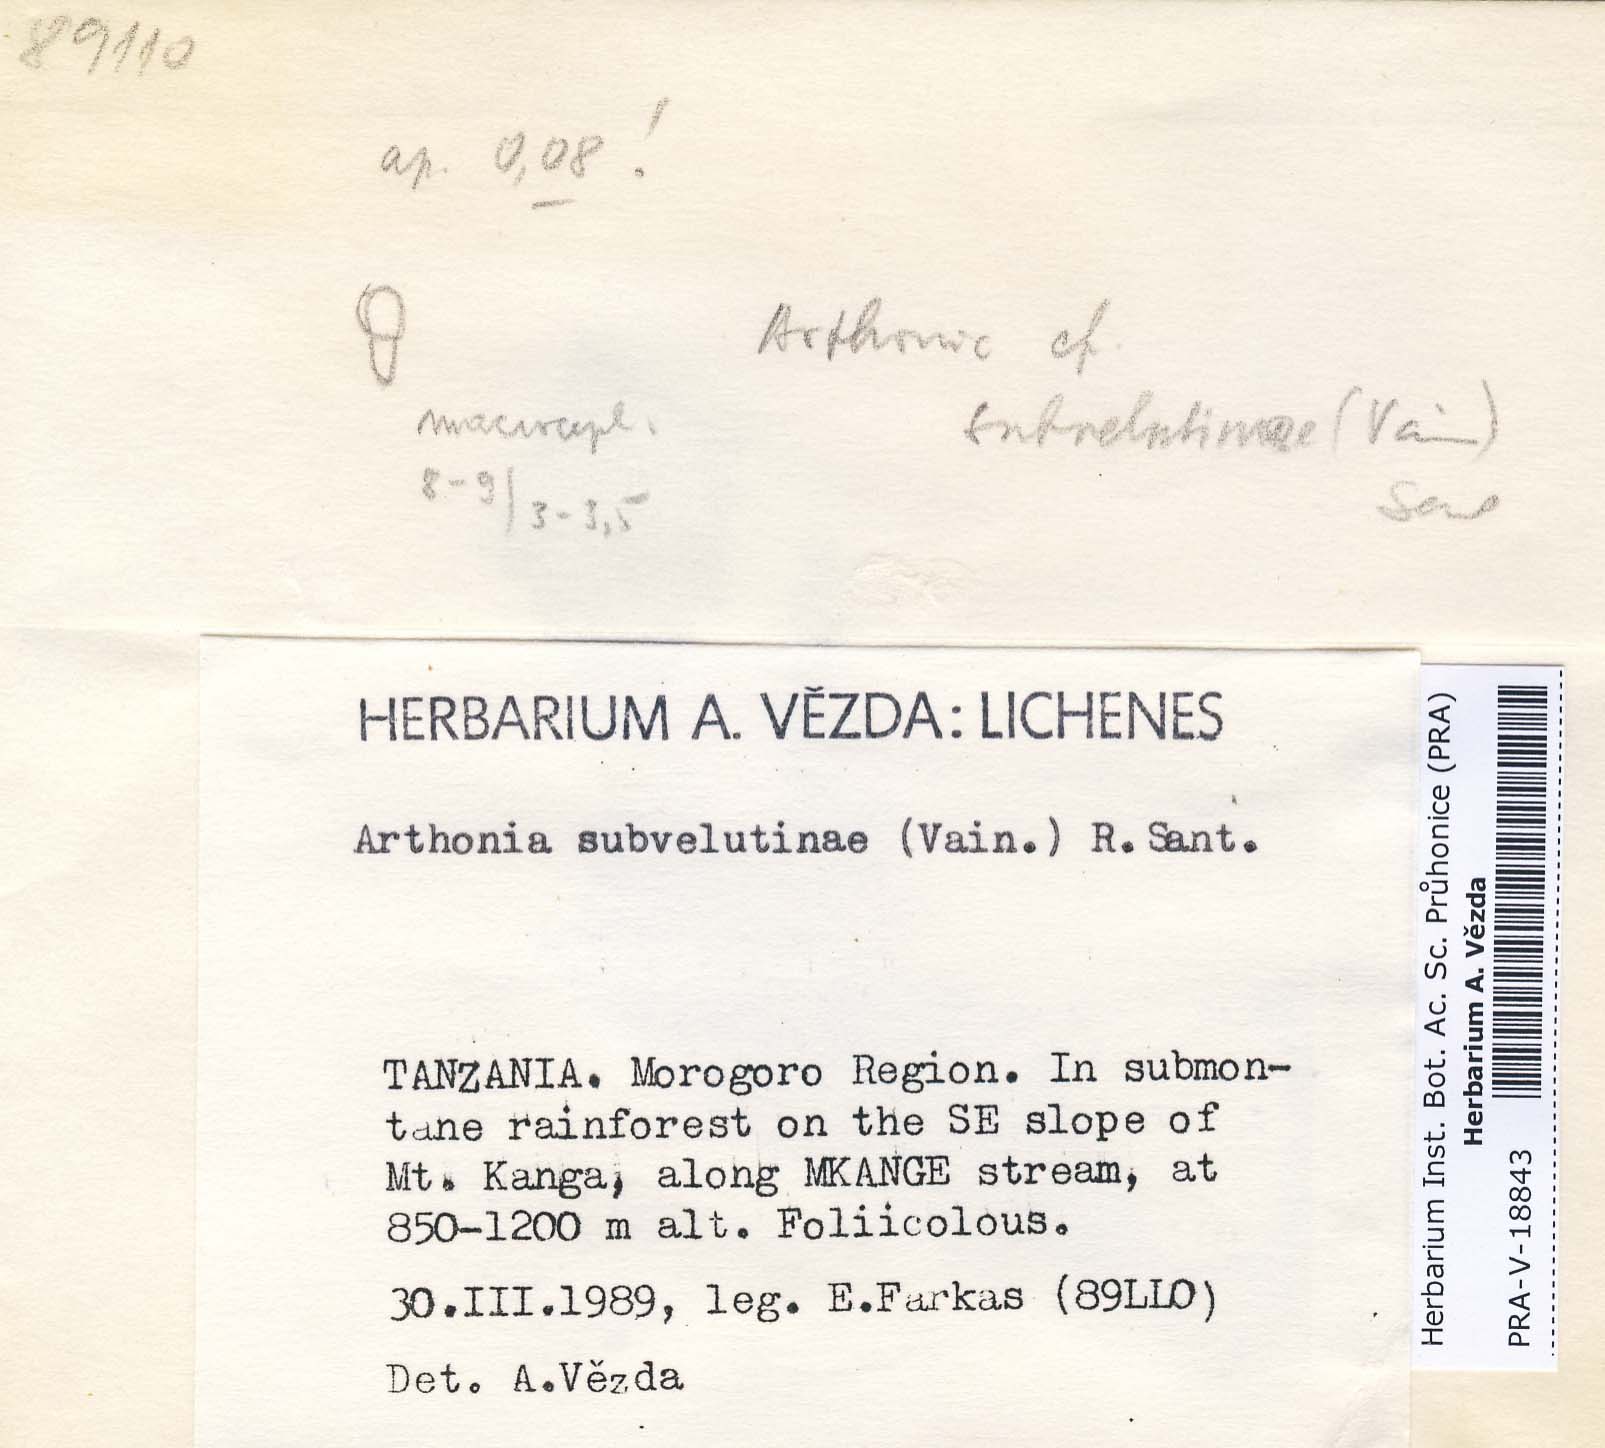 89110
ap. 0,08 !
Arthonia cf.
subvelutinae (Vain)
macrocepl.
8-9/3-3,5
HERBARIUM A. VĚZDA: LICHENES
Arthonia subvelutinae (Vain.) R.Sant.
TANZANIA. Morogoro Region. In submon-
tane rainforest on the SE slope of
Mt. Kanga, along MKANGE stream, at
850-1200 m alt. Foliicolous.
30.III.1989, leg. E.Farkas (89LLO)
Det. A.Vězda
Herbarium Inst. Bot. Ac. Sc. Průhonice (PRA)
Herbarium A. Vězda
PRA-V-18843